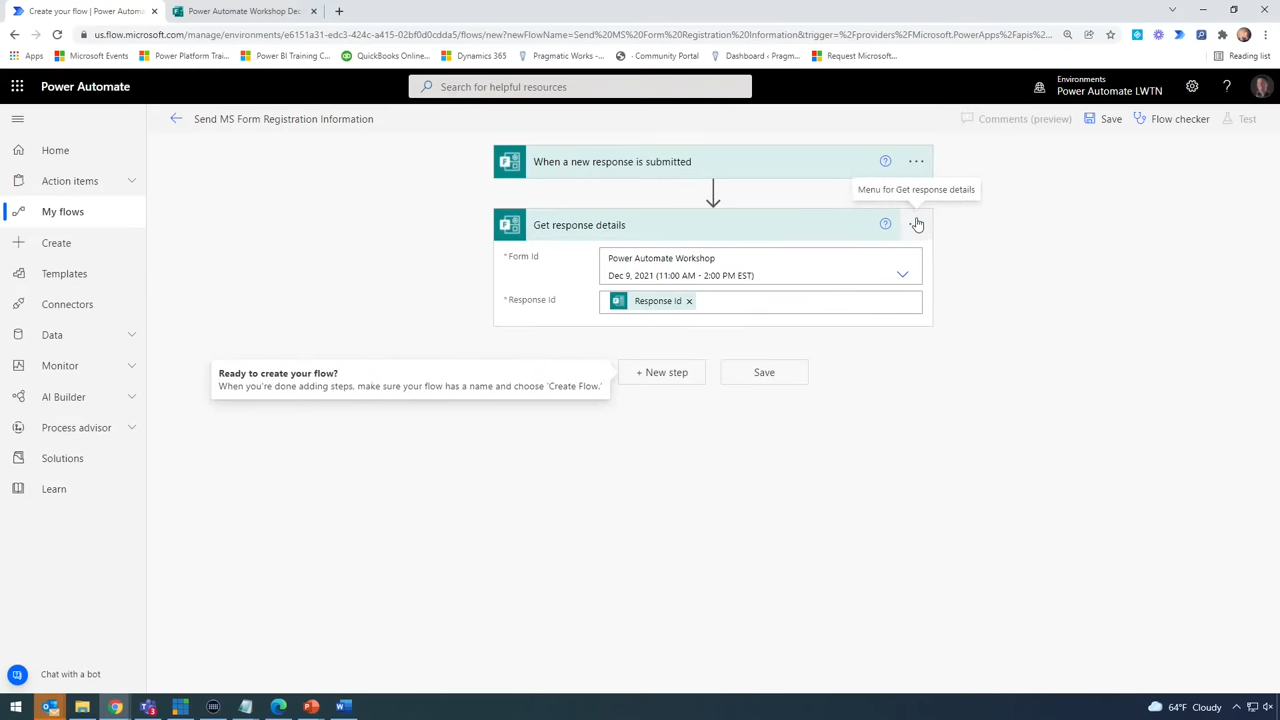 Create your flow | Power Automa
Power Automate Workshop Dec
us.flow.microsoft.com/manage/environments/e6151a31-edc3-424c-a415-02bf0d0cdda5/flows/new?newFlowName=Send%20MS%20Form%20Registration%20Information&trigger=%2Fproviders%2FMicrosoft.PowerApps%2Fapis%...
Apps
Microsoft Events
Power Platform Trai...
Power BI Training C...
QuickBooks Online...
Dynamics 365
Pragmatic Works -...
· Community Portal
Dashboard ‹ Pragm...
Request Microsoft...
Reading list
Power Automate
Search for helpful resources
Environments
Power Automate LWTN
Send MS Form Registration Information
Comments (preview)
Save
Flow checker
Test
Home
Action items
My flows
Create
Templates
Connectors
Data
Monitor
AI Builder
Process advisor
Solutions
Learn
When a new response is submitted
Menu for Get response details
Get response details
* Form Id
Power Automate Workshop
Dec 9, 2021 (11:00 AM - 2:00 PM EST)
* Response Id
Response Id ×
Ready to create your flow?
When you're done adding steps, make sure your flow has a name and choose 'Create Flow.'
+ New step
Save
Chat with a bot
64°F Cloudy